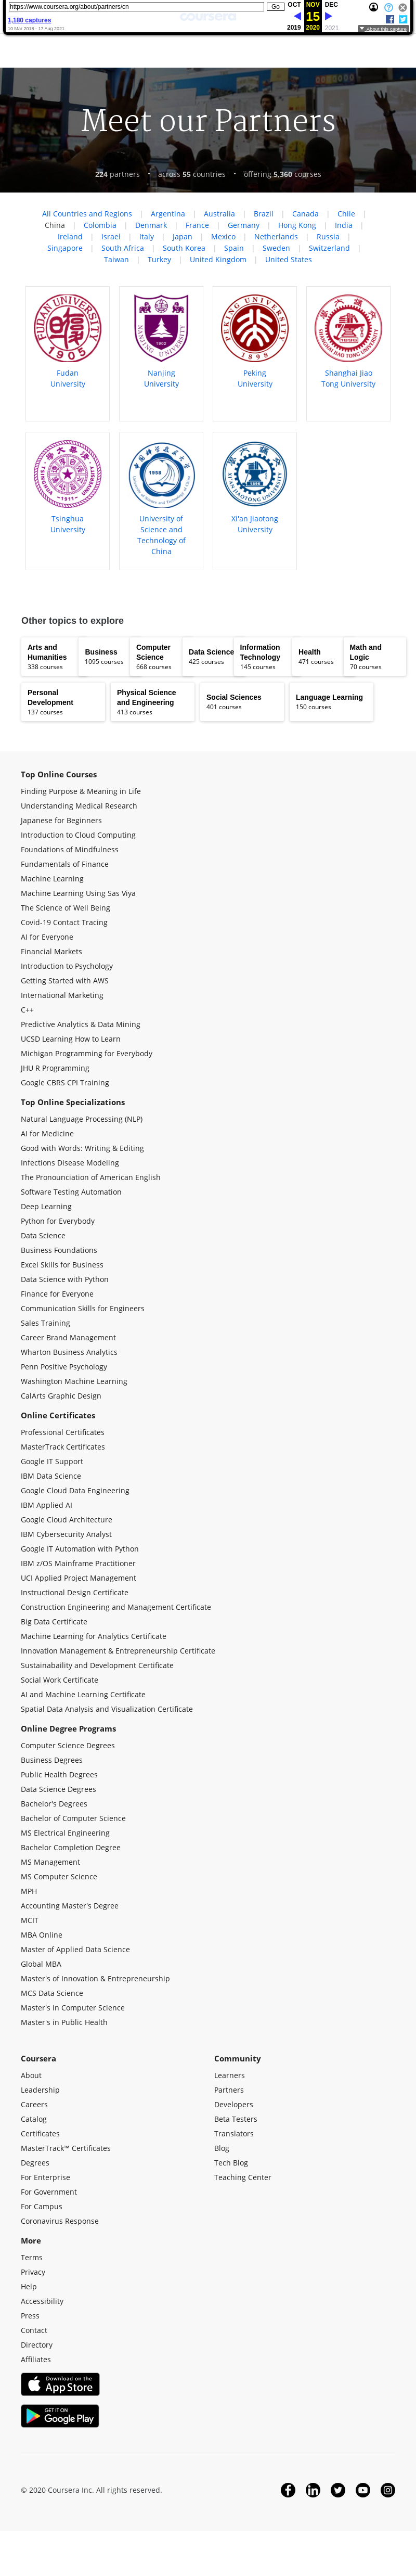 https://www.coursera.org/about/partners/cn
Go
OCT NOV DEC
15
2019 2020 2021
1,180 captures
10 Mar 2016 - 17 Aug 2021
About this capture
coursera
Meet our Partners
224 partners • across 55 countries • offering 5,360 courses
All Countries and Regions | Argentina | Australia | Brazil | Canada | Chile |
China | Colombia | Denmark | France | Germany | Hong Kong | India |
Ireland | Israel | Italy | Japan | Mexico | Netherlands | Russia |
Singapore | South Africa | South Korea | Spain | Sweden | Switzerland |
Taiwan | Turkey | United Kingdom | United States
Fudan
University
Nanjing
University
Peking
University
Shanghai Jiao
Tong University
Tsinghua
University
University of
Science and
Technology of
China
Xi'an Jiaotong
University
Other topics to explore
Arts and
Humanities
338 courses
Business
1095 courses
Computer
Science
668 courses
Data Science
425 courses
Information
Technology
145 courses
Health
471 courses
Math and
Logic
70 courses
Personal
Development
137 courses
Physical Science
and Engineering
413 courses
Social Sciences
401 courses
Language Learning
150 courses
Top Online Courses
Finding Purpose & Meaning in Life
Understanding Medical Research
Japanese for Beginners
Introduction to Cloud Computing
Foundations of Mindfulness
Fundamentals of Finance
Machine Learning
Machine Learning Using Sas Viya
The Science of Well Being
Covid-19 Contact Tracing
AI for Everyone
Financial Markets
Introduction to Psychology
Getting Started with AWS
International Marketing
C++
Predictive Analytics & Data Mining
UCSD Learning How to Learn
Michigan Programming for Everybody
JHU R Programming
Google CBRS CPI Training
Top Online Specializations
Natural Language Processing (NLP)
AI for Medicine
Good with Words: Writing & Editing
Infections Disease Modeling
The Pronounciation of American English
Software Testing Automation
Deep Learning
Python for Everybody
Data Science
Business Foundations
Excel Skills for Business
Data Science with Python
Finance for Everyone
Communication Skills for Engineers
Sales Training
Career Brand Management
Wharton Business Analytics
Penn Positive Psychology
Washington Machine Learning
CalArts Graphic Design
Online Certificates
Professional Certificates
MasterTrack Certificates
Google IT Support
IBM Data Science
Google Cloud Data Engineering
IBM Applied AI
Google Cloud Architecture
IBM Cybersecurity Analyst
Google IT Automation with Python
IBM z/OS Mainframe Practitioner
UCI Applied Project Management
Instructional Design Certificate
Construction Engineering and Management Certificate
Big Data Certificate
Machine Learning for Analytics Certificate
Innovation Management & Entrepreneurship Certificate
Sustainabaility and Development Certificate
Social Work Certificate
AI and Machine Learning Certificate
Spatial Data Analysis and Visualization Certificate
Online Degree Programs
Computer Science Degrees
Business Degrees
Public Health Degrees
Data Science Degrees
Bachelor's Degrees
Bachelor of Computer Science
MS Electrical Engineering
Bachelor Completion Degree
MS Management
MS Computer Science
MPH
Accounting Master's Degree
MCIT
MBA Online
Master of Applied Data Science
Global MBA
Master's of Innovation & Entrepreneurship
MCS Data Science
Master's in Computer Science
Master's in Public Health
Coursera
About
Leadership
Careers
Catalog
Certificates
MasterTrack™ Certificates
Degrees
For Enterprise
For Government
For Campus
Coronavirus Response
Community
Learners
Partners
Developers
Beta Testers
Translators
Blog
Tech Blog
Teaching Center
More
Terms
Privacy
Help
Accessibility
Press
Contact
Directory
Affiliates
Download on the
App Store
GET IT ON
Google Play
© 2020 Coursera Inc. All rights reserved.